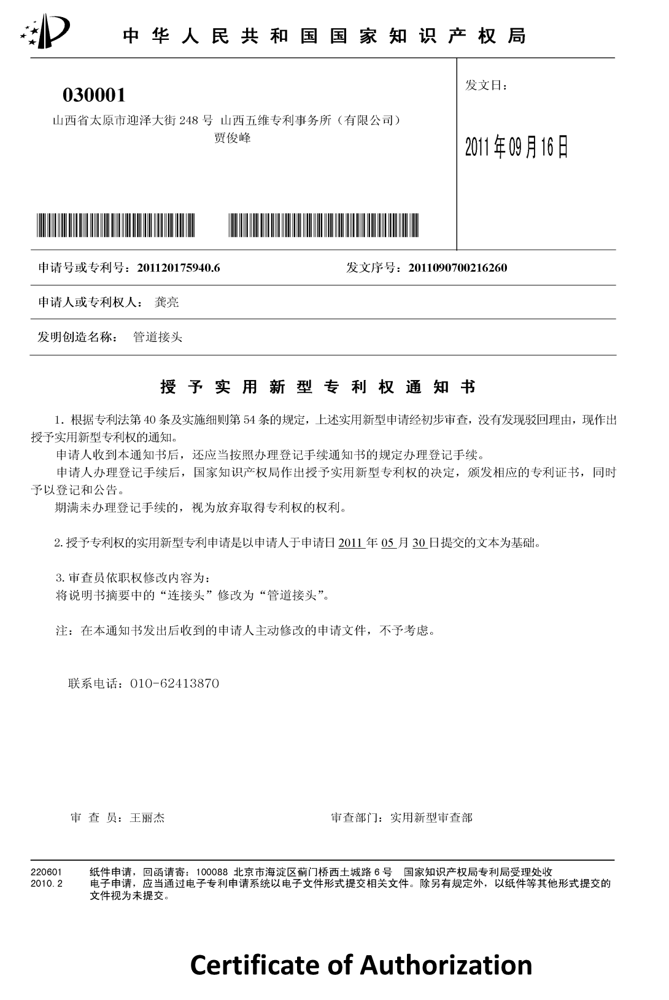 中华人民共和国国家知识产权局
030001
山西省太原市迎泽大街 248 号 山西五维专利事务所（有限公司）
贾俊峰
发文日：
2011 年 09 月 16 日
申请号或专利号：201120175940.6 发文序号：2011090700216260
申请人或专利权人： 龚亮
发明创造名称： 管道接头
授予实用新型专利权通知书
1. 根据专利法第 40 条及实施细则第 54 条的规定，上述实用新型申请经初步审查，没有发现驳回理由，现作出
授予实用新型专利权的通知。
申请人收到本通知书后，还应当按照办理登记手续通知书的规定办理登记手续。
申请人办理登记手续后，国家知识产权局作出授予实用新型专利权的决定，颁发相应的专利证书，同时
予以登记和公告。
期满未办理登记手续的，视为放弃取得专利权的权利。
2. 授予专利权的实用新型专利申请是以申请人于申请日 2011 年 05 月 30 日提交的文本为基础。
3. 审查员依职权修改内容为：
将说明书摘要中的“连接头”修改为“管道接头”。
注：在本通知书发出后收到的申请人主动修改的申请文件，不予考虑。
联系电话：010-62413870
审 查 员：王丽杰 审查部门：实用新型审查部
220601 纸件申请，回函请寄：100088 北京市海淀区蓟门桥西土城路 6 号 国家知识产权局专利局受理处收
2010.2 电子申请，应当通过电子专利申请系统以电子文件形式提交相关文件。除另有规定外，以纸件等其他形式提交的
文件视为未提交。
Certificate of Authorization